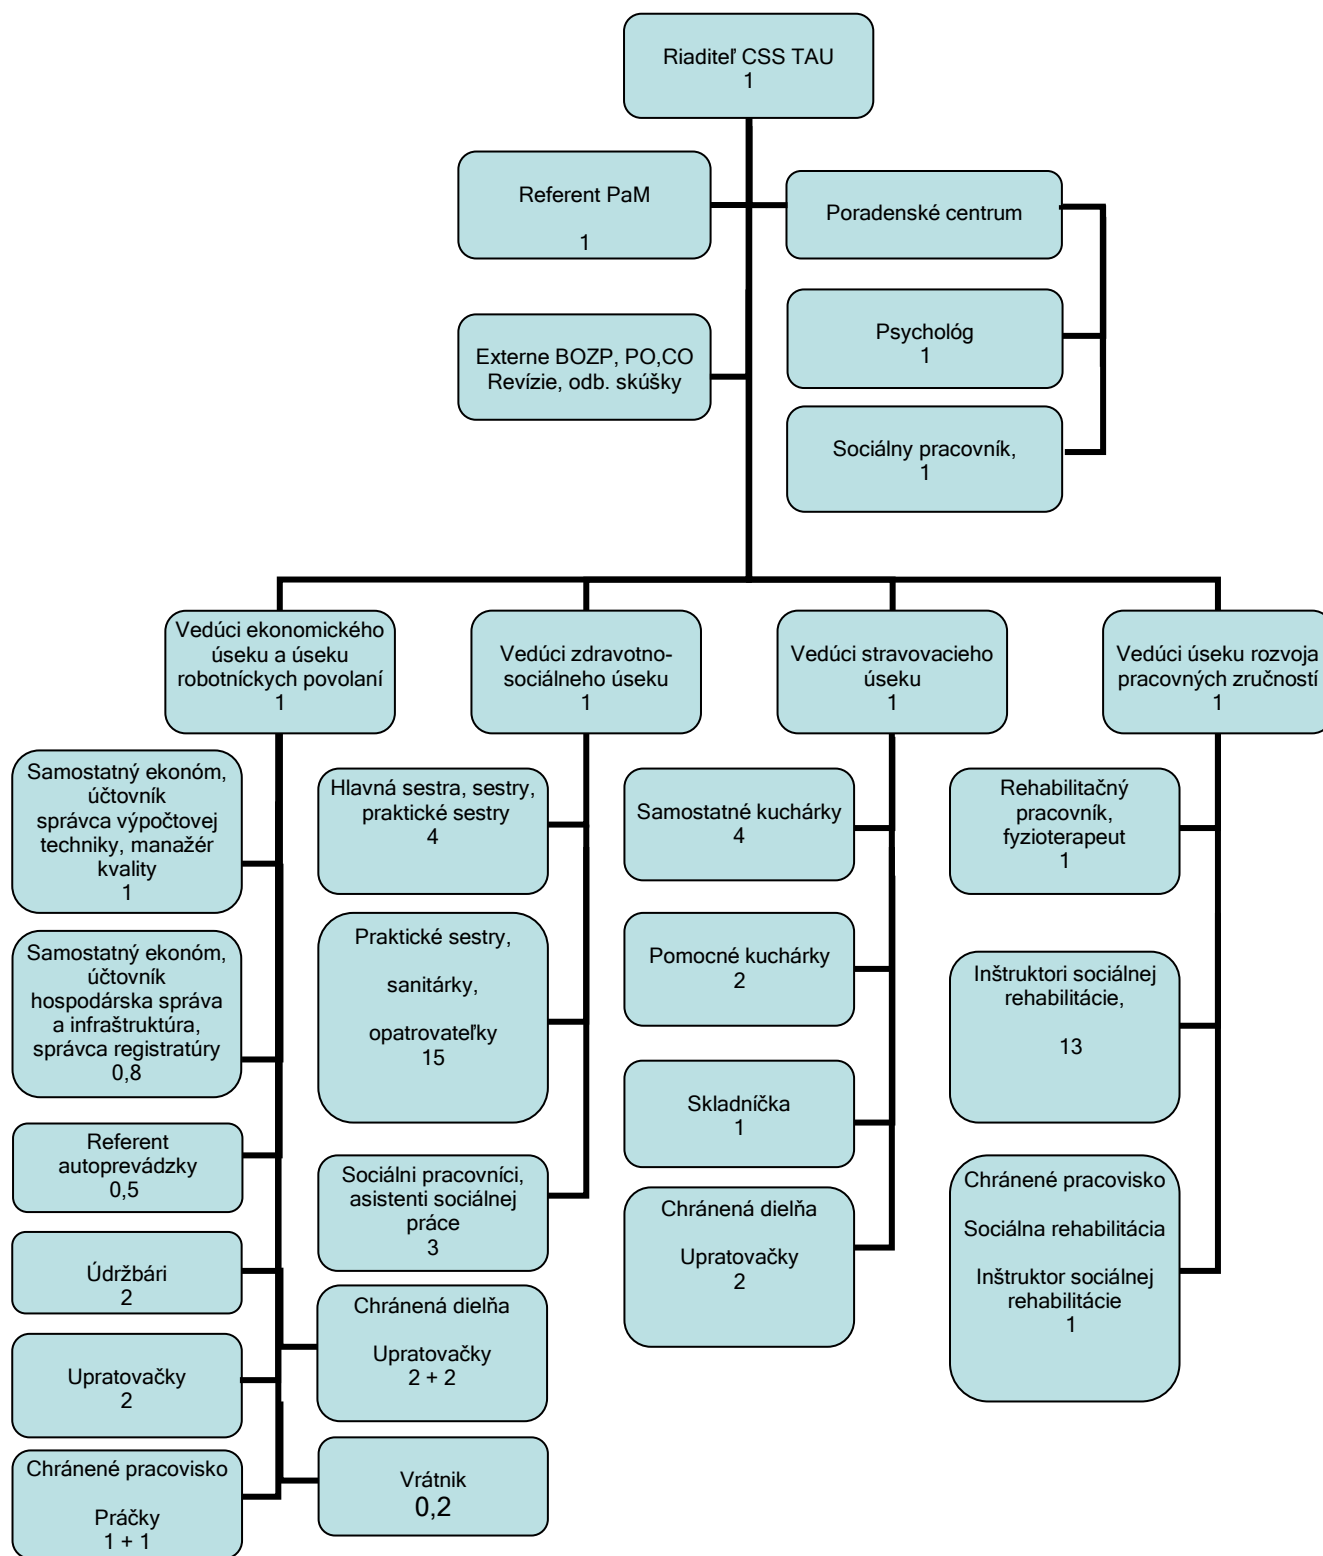 Riaditeľ CSS TAU
1
Referent PaM
1
Poradenské centrum
Externe BOZP, PO,CO
Revízie, odb. skúšky
Psychológ
1
Sociálny pracovník,
1
Vedúci ekonomického
úseku a úseku
robotníckych povolaní
1
Vedúci zdravotno-
sociálneho úseku
1
Vedúci stravovacieho
úseku
1
Vedúci úseku rozvoja
pracovných zručností
1
Samostatný ekonóm,
účtovník
správca výpočtovej
techniky, manažér
kvality
1
Samostatný ekonóm,
účtovník
hospodárska správa
a infraštruktúra,
správca registratúry
0,8
Referent
autoprevádzky
0,5
Údržbári
2
Upratovačky
2
Chránené pracovisko
Práčky
1 + 1
Hlavná sestra, sestry,
praktické sestry
4
Praktické sestry,
sanitárky,
opatrovateľky
15
Sociálni pracovníci,
asistenti sociálnej
práce
3
Chránená dielňa
Upratovačky
2 + 2
Vrátnik
0,2
Samostatné kuchárky
4
Pomocné kuchárky
2
Skladníčka
1
Chránená dielňa
Upratovačky
2
Rehabilitačný
pracovník,
fyzioterapeut
1
Inštruktori sociálnej
rehabilitácie,
13
Chránené pracovisko
Sociálna rehabilitácia
Inštruktor sociálnej
rehabilitácie
1